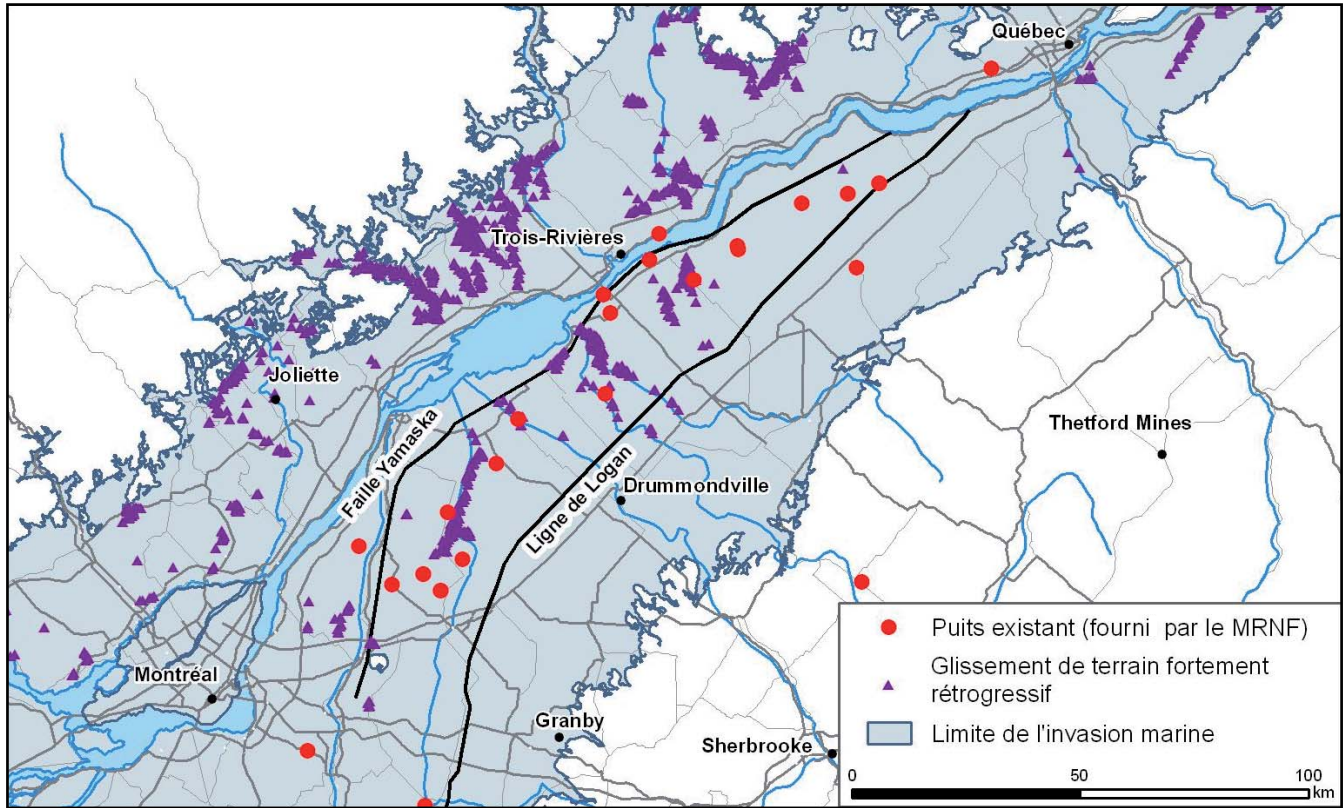 Québec
Trois-Rivières
Joliette
Faille Yamaska
Thetford Mines
Ligne de Logan
Drummondville
Montréal
Granby
Sherbrooke
Puits existant (fourni par le MRNF)
Glissement de terrain fortement
rétrogressif
Limite de l'invasion marine
0 50 100
km